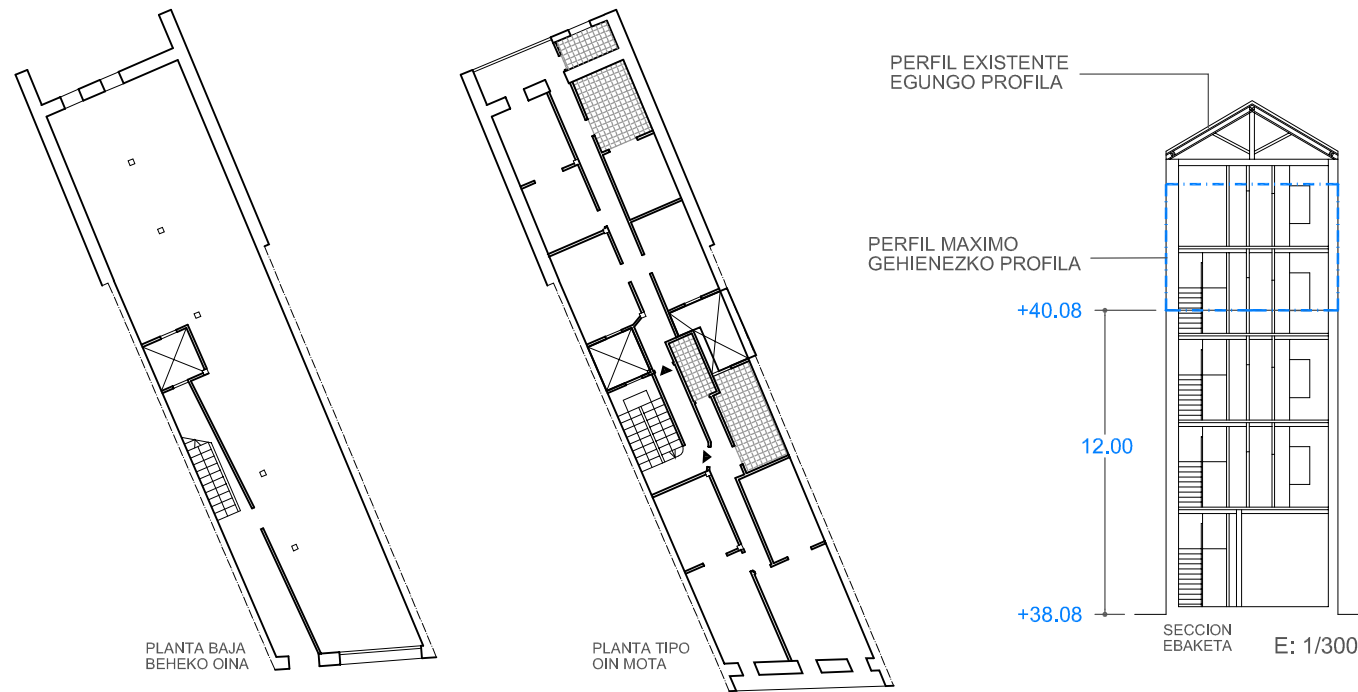 PERFIL EXISTENTE
EGUNGO PROFILA
PERFIL MAXIMO
GEHIENEZKO PROFILA
+40.08
12.00
+38.08
PLANTA BAJA
BEHEKO OINA
PLANTA TIPO
OIN MOTA
SECCION
EBAKETA
E: 1/300